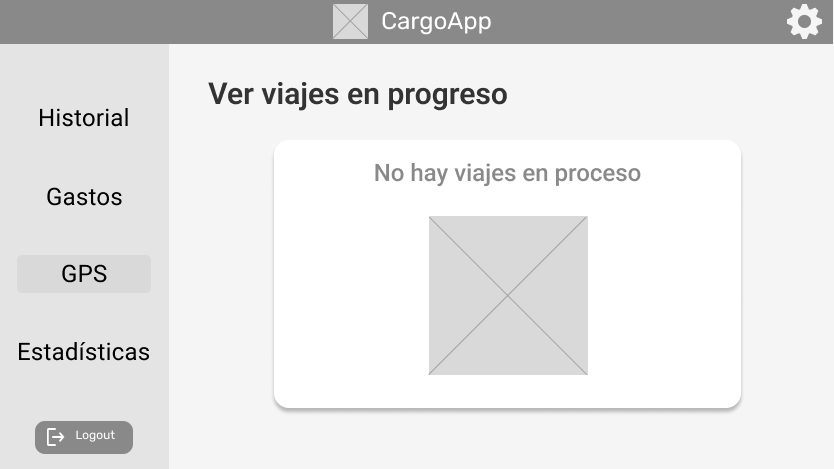 CargoApp
Historial
Gastos
GPS
Estadísticas
Logout
Ver viajes en progreso
No hay viajes en proceso